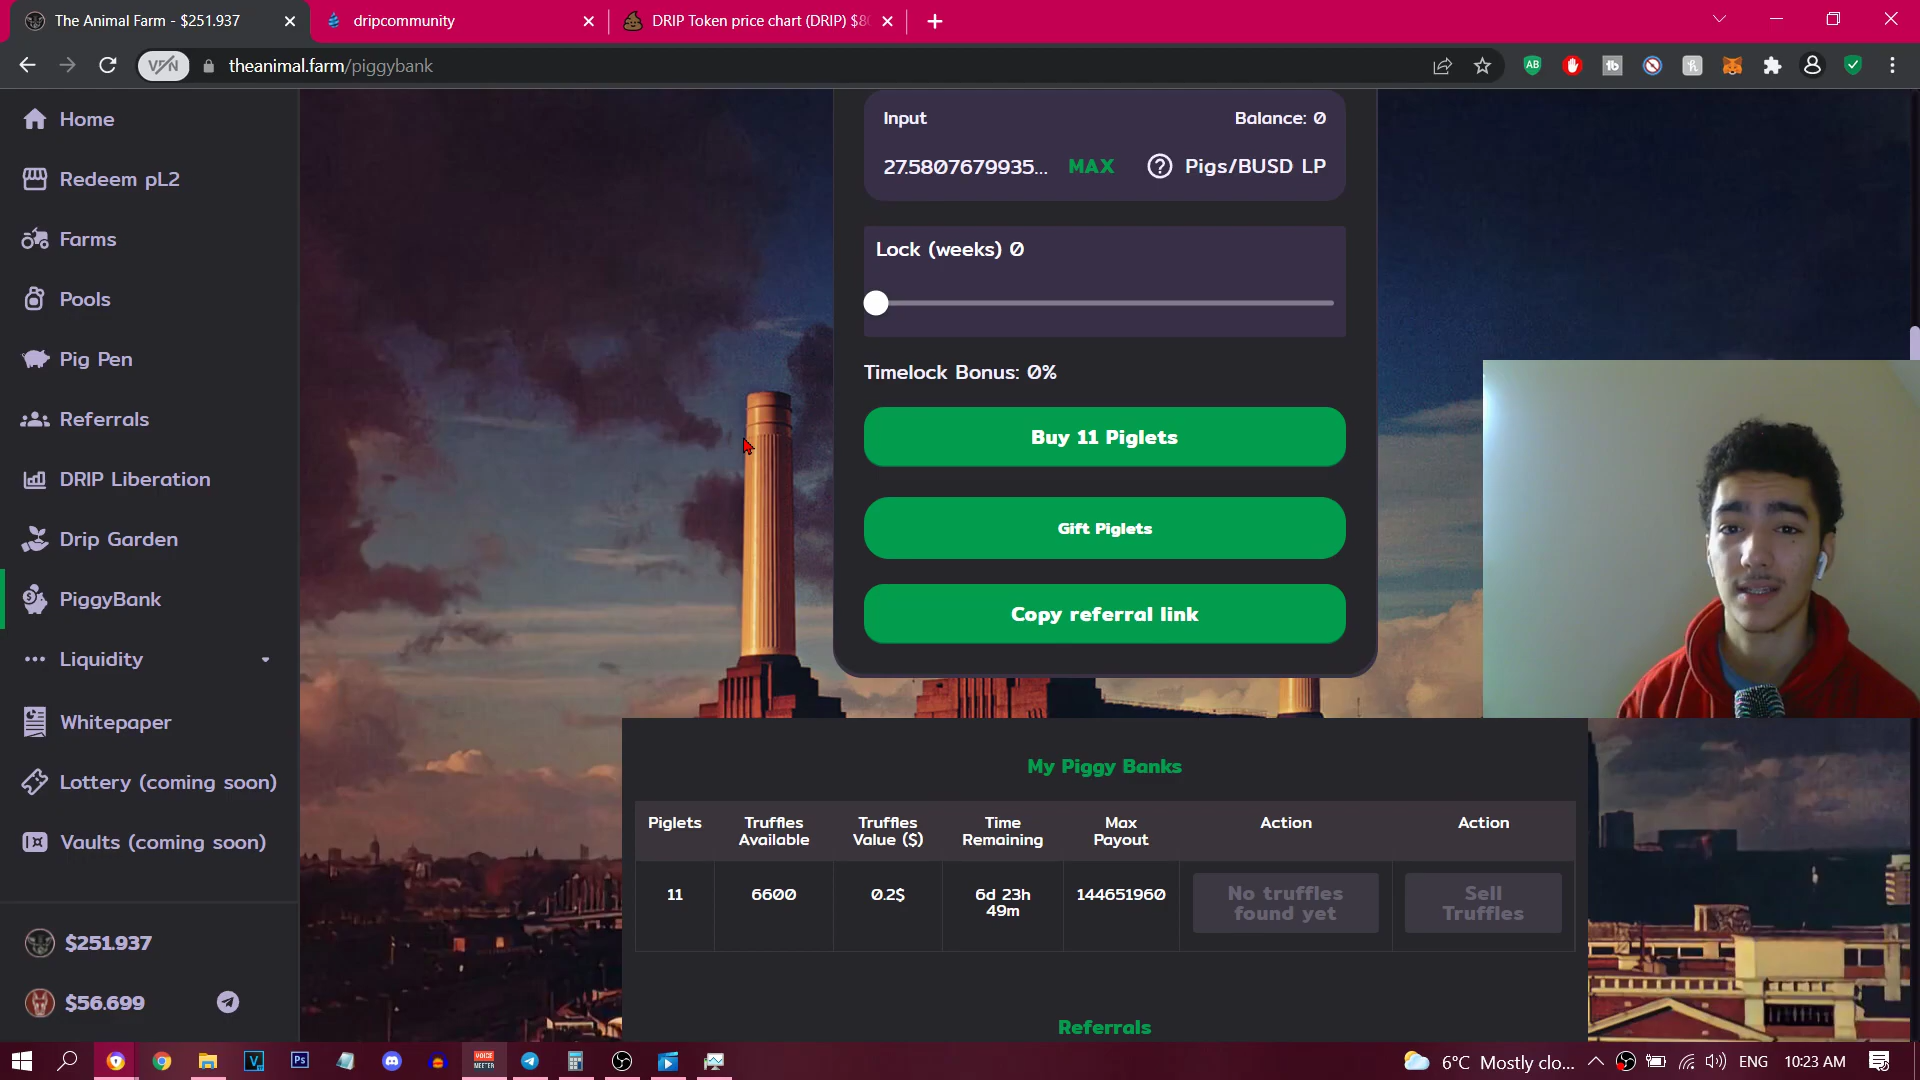 The Animal Farm - $251.937
dripcommunity
DRIP Token price chart (DRIP) $80
VPN
theanimal.farm/piggybank
Home
Redeem pL2
Farms
Pools
Pig Pen
Referrals
DRIP Liberation
Drip Garden
PiggyBank
Liquidity
Whitepaper
Lottery (coming soon)
Vaults (coming soon)
$251.937
$56.699
Input
Balance: 0
27.5807679935...
MAX
Pigs/BUSD LP
Lock (weeks) 0
Timelock Bonus: 0%
Buy 11 Piglets
Gift Piglets
Copy referral link
My Piggy Banks
Piglets
Truffles
Available
Truffles
Value ($)
Time
Remaining
Max
Payout
Action
Action
11
6600
0.2$
6d 23h
49m
144651960
No truffles
found yet
Sell
Truffles
Referrals
6°C Mostly clo...
ENG
10:23 AM